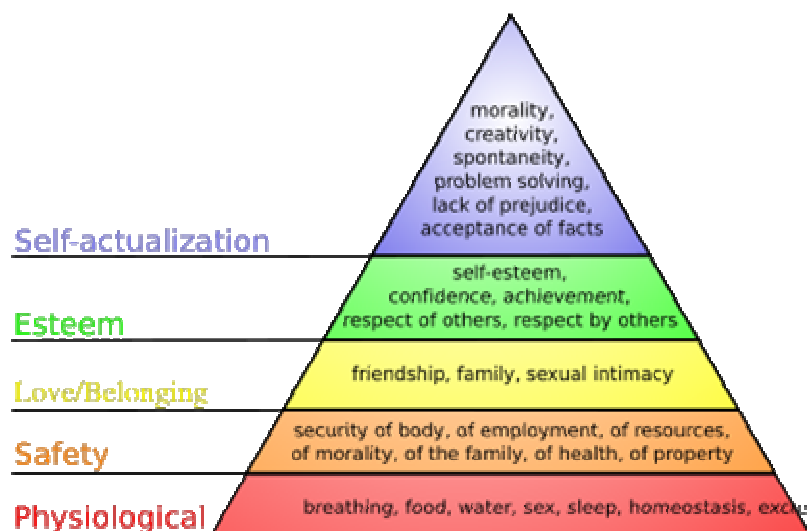 morality,
creativity,
spontaneity,
problem solving,
lack of prejudice,
acceptance of facts
Self-actualization
self-esteem,
confidence, achievement,
respect of others, respect by others
Esteem
friendship, family, sexual intimacy
Love/Belonging
security of body, of employment, of resources,
of morality, of the family, of health, of property
Safety
breathing, food, water, sex, sleep, homeostasis,
Physiological